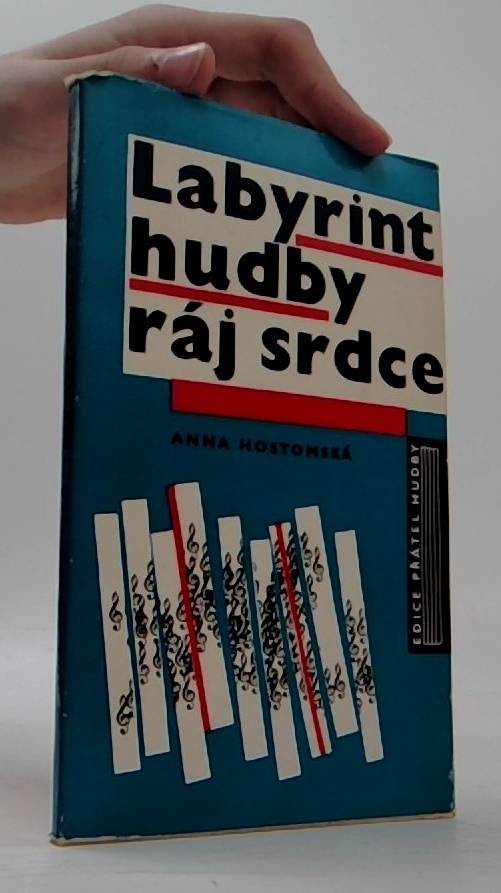 Labyrint
hudby
ráj srdce
ANNA HOSTOMSKÁ
EDICE PŘÁTEL HUDBY